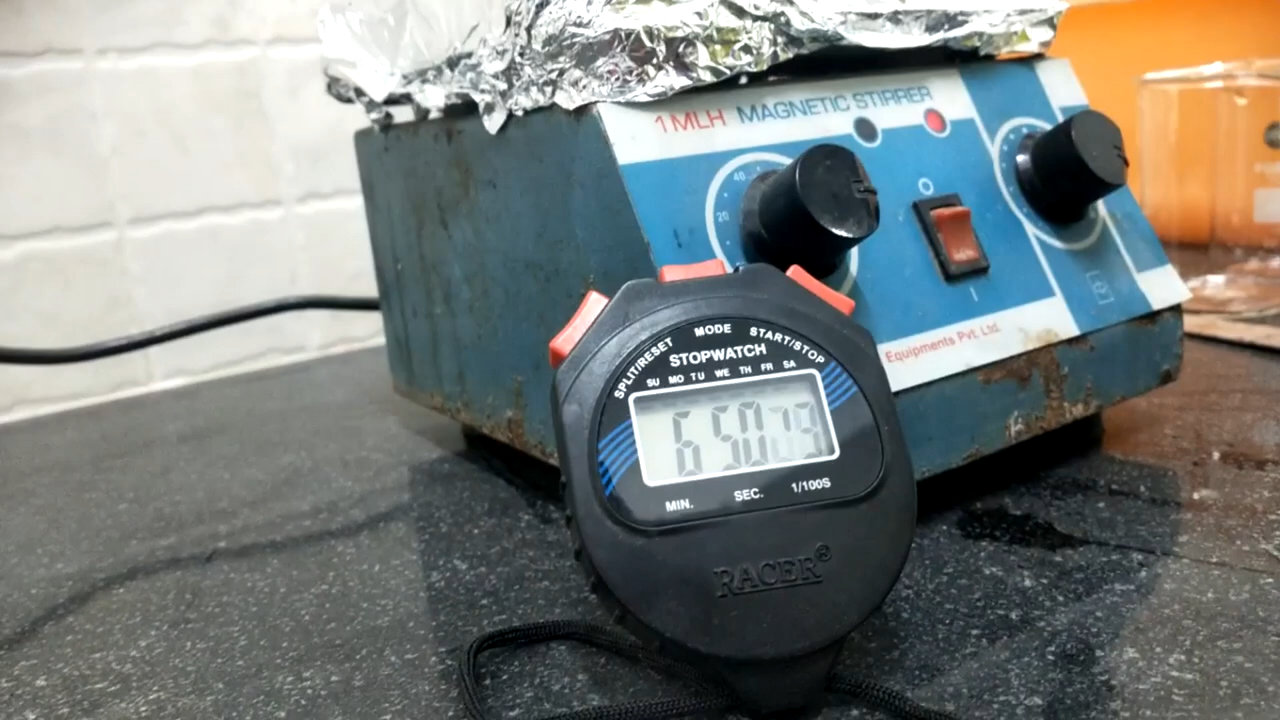 1 MLH MAGNETIC STIRRER
40
20
O
I
Equipments Pvt. Ltd.
SPLIT/RESET MODE START/STOP
STOPWATCH
SU MO TU WE TH FR SA
6 50
MIN. SEC. 1/100S
RACER®